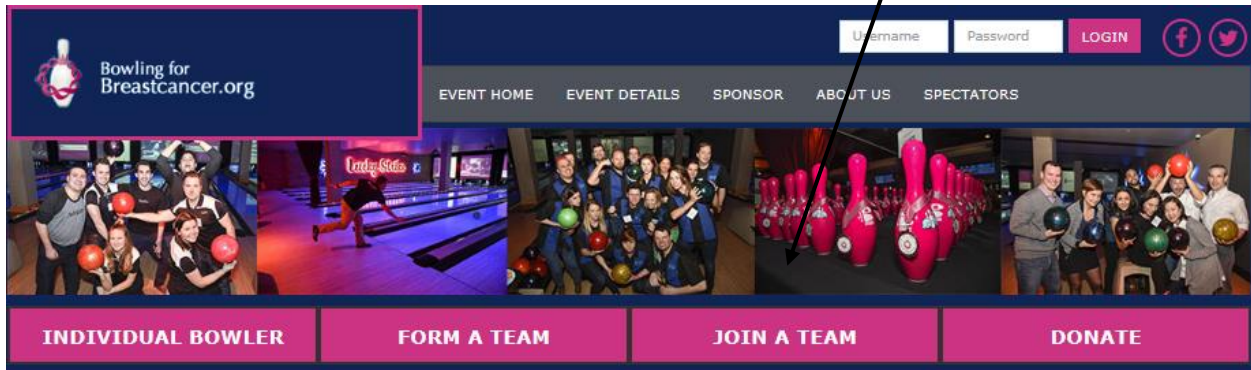 Username Password LOGIN
Bowling for
Breastcancer.org
EVENT HOME EVENT DETAILS SPONSOR ABOUT US SPECTATORS
Lucky Strike
INDIVIDUAL BOWLER FORM A TEAM JOIN A TEAM DONATE